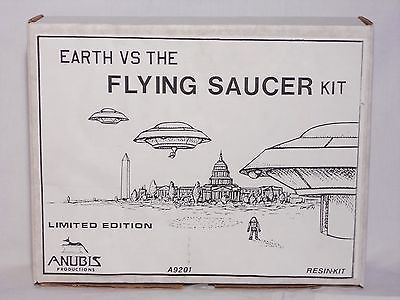 EARTH VS THE
FLYING SAUCER KIT
LIMITED EDITION
ANUBIS
PRODUCTIONS
A9201
RESIN-KIT